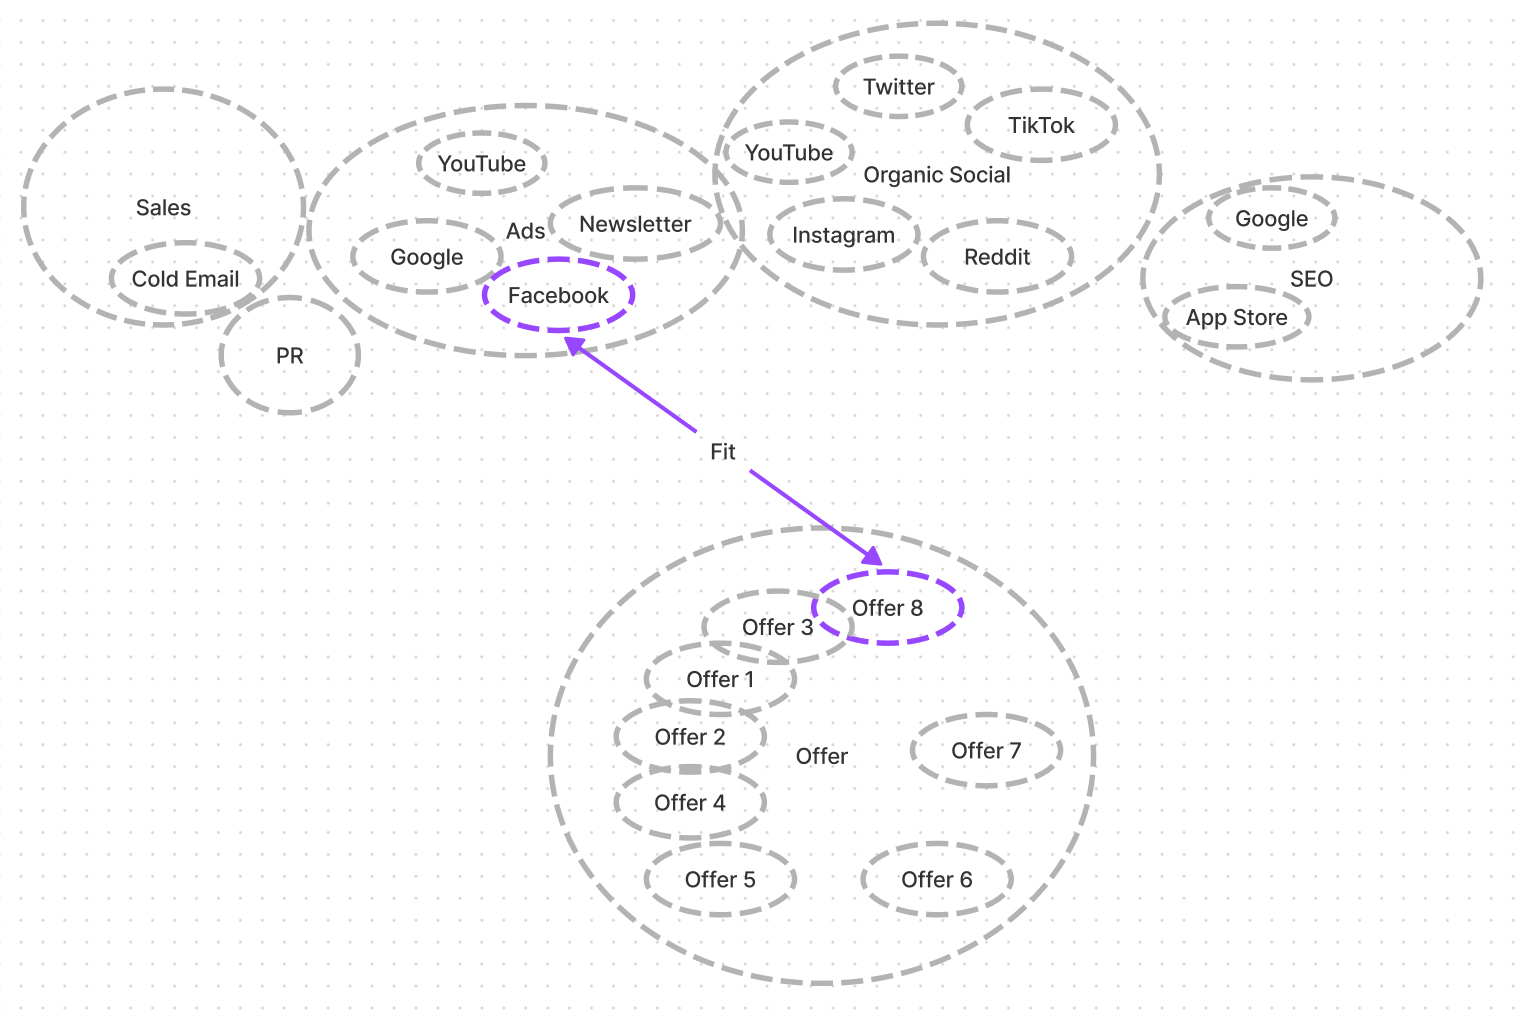 Sales
Cold Email
PR
YouTube
Ads
Newsletter
Google
Facebook
Twitter
TikTok
YouTube
Organic Social
Instagram
Reddit
Google
SEO
App Store
Fit
Offer 8
Offer 3
Offer 1
Offer 2
Offer
Offer 7
Offer 4
Offer 5
Offer 6